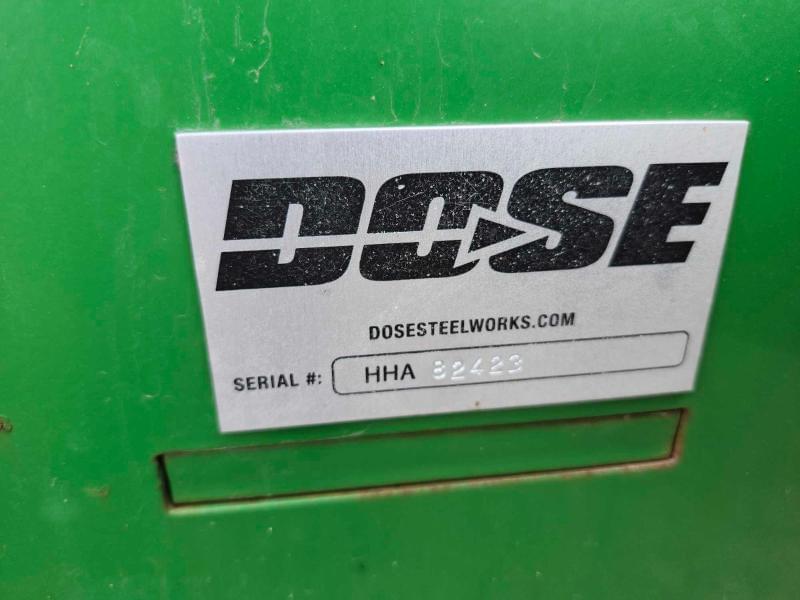 DOSE
DOSESTEELWORKS.COM
SERIAL #: HHA 82423